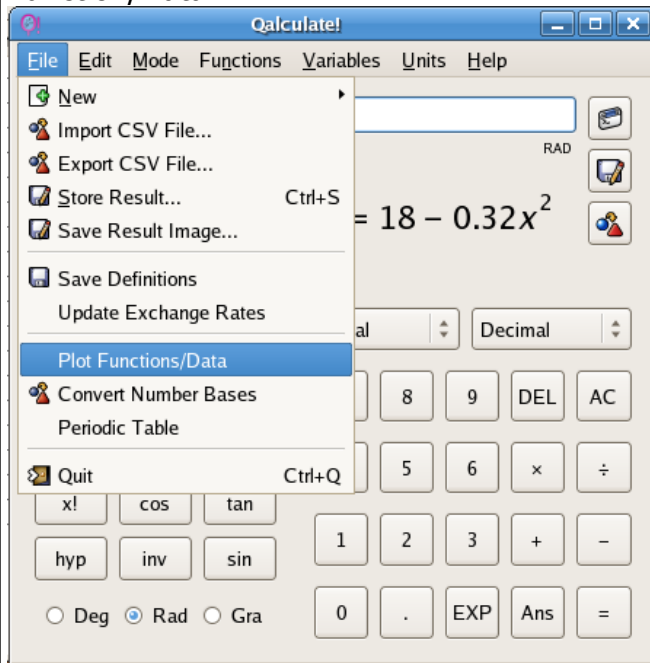 Qalculate!
File Edit Mode Functions Variables Units Help
New
Import CSV File...
Export CSV File...
Store Result... Ctrl+S
Save Result Image...
Save Definitions
Update Exchange Rates
Plot Functions/Data
Convert Number Bases
Periodic Table
Quit Ctrl+Q
RAD
= 18 − 0.32x²
al Decimal
8 9 DEL AC
5 6 × ÷
x! cos tan
1 2 3 + −
hyp inv sin
Deg Rad Gra
0 . EXP Ans =